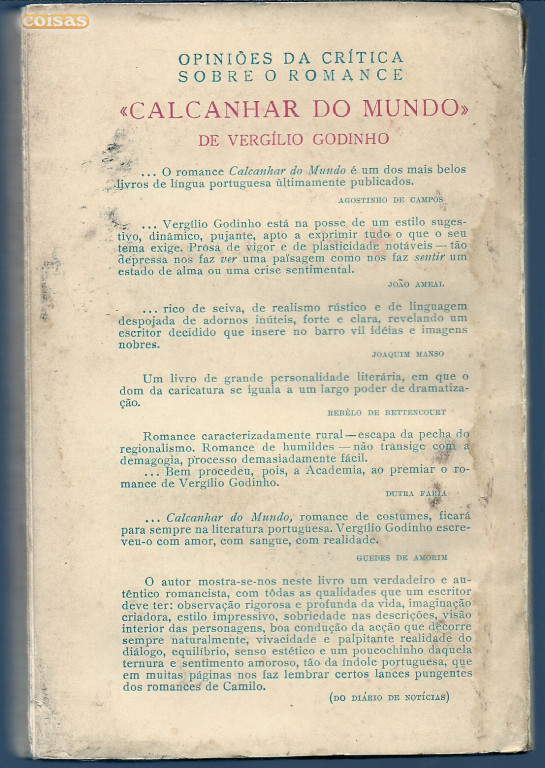 coisas
OPINIÕES DA CRÍTICA
SOBRE O ROMANCE
«CALCANHAR DO MUNDO»
DE VERGÍLIO GODINHO
... O romance Calcanhar do Mundo é um dos mais belos
livros de língua portuguesa ùltimamente publicados.
AGOSTINHO DE CAMPOS
... Vergílio Godinho está na posse de um estilo suges-
tivo, dinâmico, pujante, apto a exprimir tudo o que o seu
tema exige. Prosa de vigor e de plasticidade notáveis — tão
depressa nos faz ver uma païsagem como nos faz sentir um
estado de alma ou uma crise sentimental.
JOÃO AMEAL
... rico de seiva, de realismo rústico e de linguagem
despojada de adornos inúteis, forte e clara, revelando um
escritor decidido que insere no barro vil idéias e imagens
nobres.
JOAQUIM MANSO
Um livro de grande personalidade literária, em que o
dom da caricatura se iguala a um largo poder de dramatiza-
ção.
REBÊLO DE BETTENCOURT
Romance caracterizadamente rural — escapa da pecha do
regionalismo. Romance de humildes — não transige com a
demagogia, processo demasiadamente fácil.
... Bem procedeu, pois, a Academia, ao premiar o ro-
mance de Vergílio Godinho.
DUTRA FARIA
... Calcanhar do Mundo, romance de costumes, ficará
para sempre na literatura portuguesa. Vergílio Godinho escre-
veu-o com amor, com sangue, com realidade.
GUEDES DE AMORIM
O autor mostra-se-nos neste livro um verdadeiro e au-
têntico romancista, com tôdas as qualidades que um escritor
deve ter: observação rigorosa e profunda da vida, imaginação
criadora, estilo impressivo, sobriedade nas descrições, visão
interior das personagens, boa condução da acção que decorre
sempre naturalmente, vivacidade e palpitante realidade do
diálogo, equilíbrio, senso estético e um poucochinho daquela
ternura e sentimento amoroso, tão da índole portuguesa, que
em muitas páginas nos faz lembrar certos lances pungentes
dos romances de Camilo.
(DO DIÁRIO DE NOTÍCIAS)